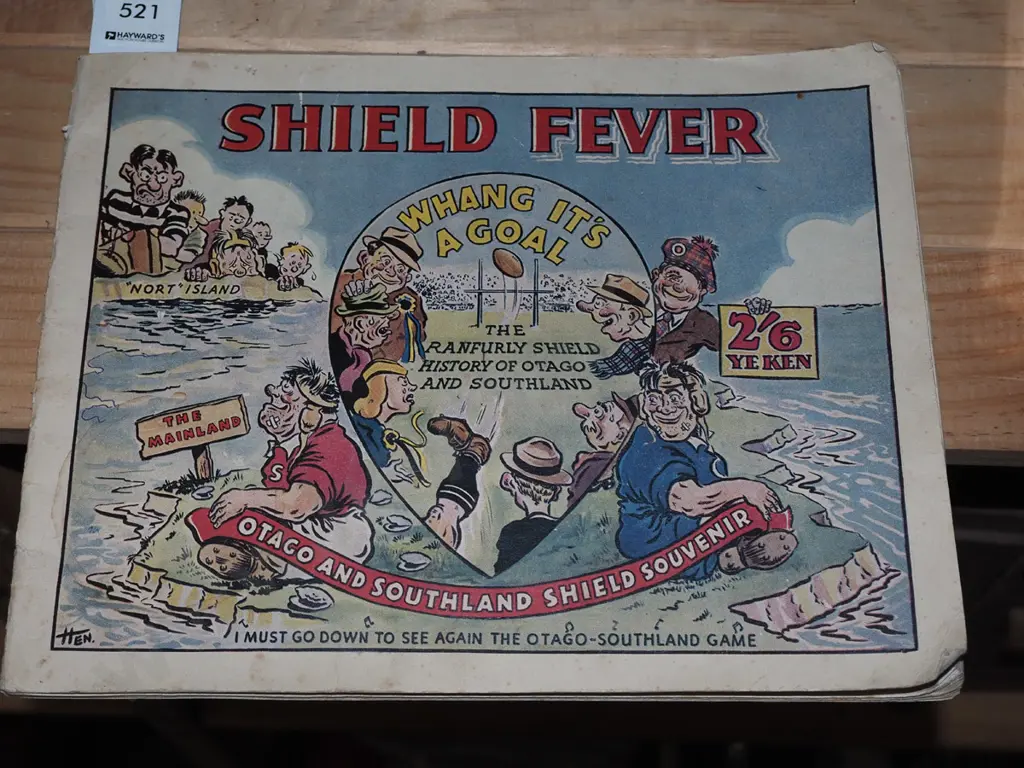 521
HAYWARD'S
SHIELD FEVER
WHANG IT'S
A GOAL
"NORT" ISLAND
THE
RANFURLY SHIELD
HISTORY OF OTAGO
AND SOUTHLAND
2'/6
YE KEN
THE
MAINLAND
S
OTAGO AND SOUTHLAND SHIELD SOUVENIR
HEN.
I MUST GO DOWN TO SEE AGAIN THE OTAGO-SOUTHLAND GAME